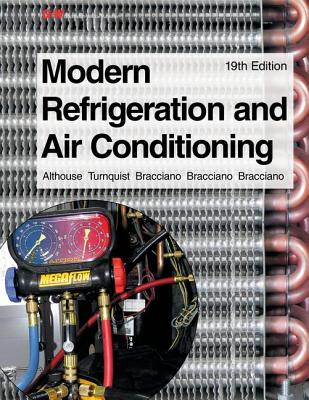 19th Edition
Modern
Refrigeration and
Air Conditioning
Althouse Turnquist Bracciano Bracciano Bracciano
MEGAFLOW